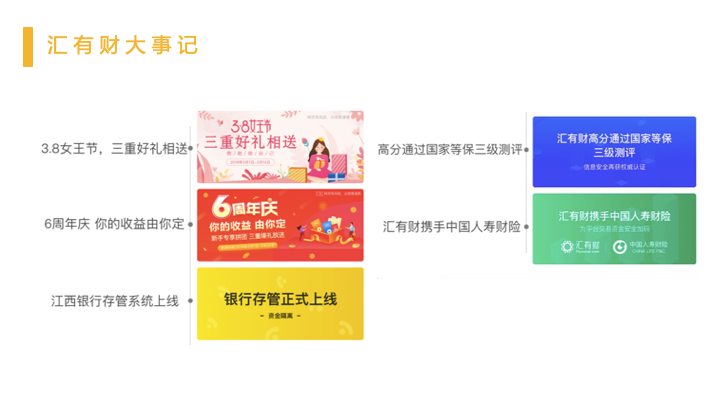 汇有财大事记
3.8女王节，三重好礼相送
3.8女王节
三重好礼相送
6周年庆 你的收益由你定
6周年庆
你的收益 由你定
新手专享拼团 三重爆礼放送
江西银行存管系统上线
银行存管正式上线
资金隔离
高分通过国家等保三级测评
汇有财高分通过国家等保
三级测评
信息安全再获权威认证
汇有财携手中国人寿财险
汇有财携手中国人寿财险
为平台交易资金安全加码
汇有财
中国人寿财险
CHINA LIFE P&C